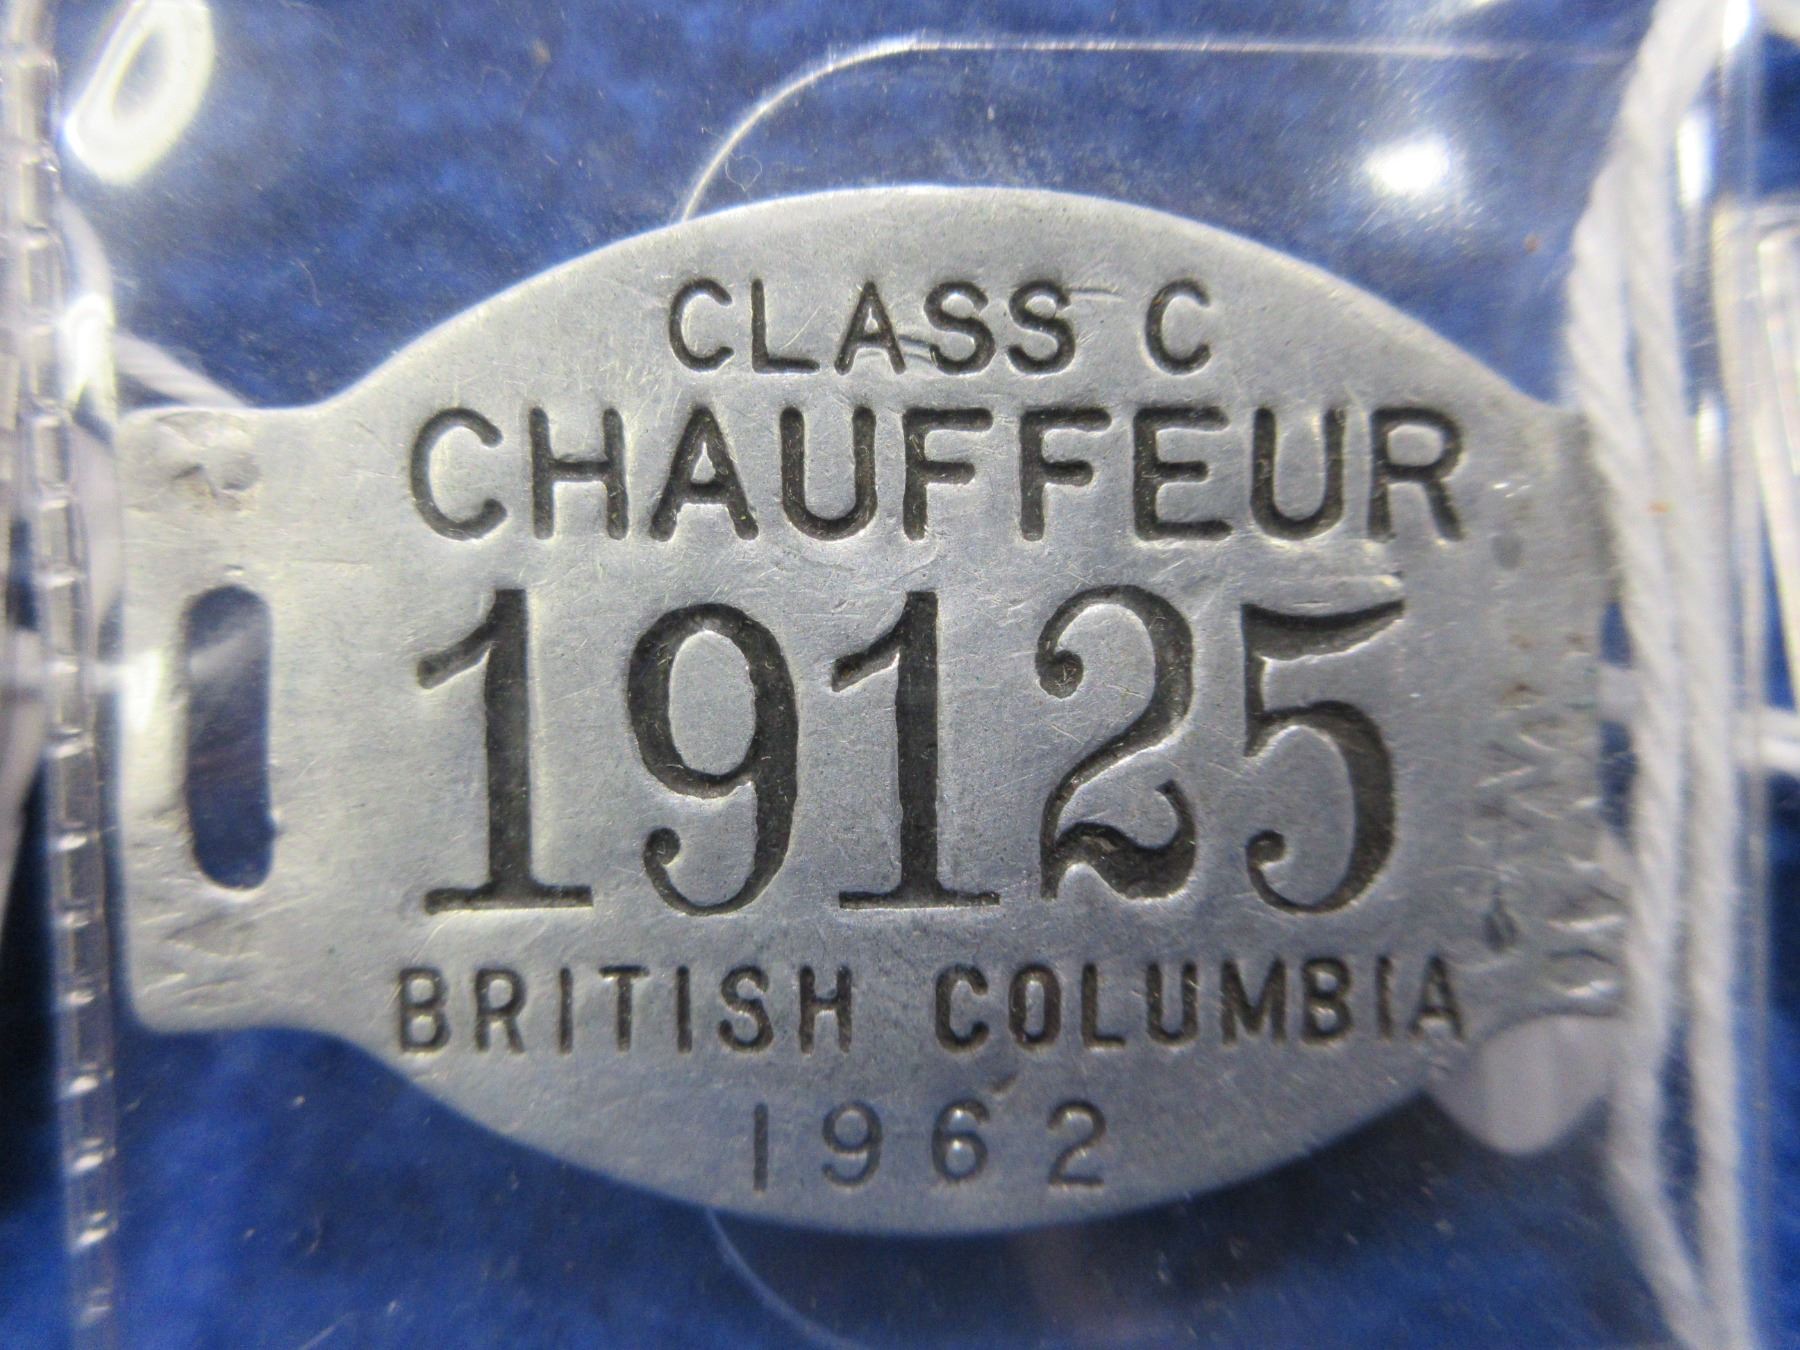 CLASS C
CHAUFFEUR
19125
BRITISH COLUMBIA
1962